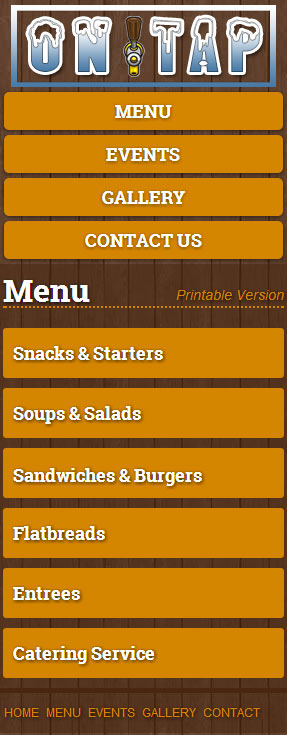 ON TAP
MENU
EVENTS
GALLERY
CONTACT US
Menu Printable Version
Snacks & Starters
Soups & Salads
Sandwiches & Burgers
Flatbreads
Entrees
Catering Service
HOME MENU EVENTS GALLERY CONTACT